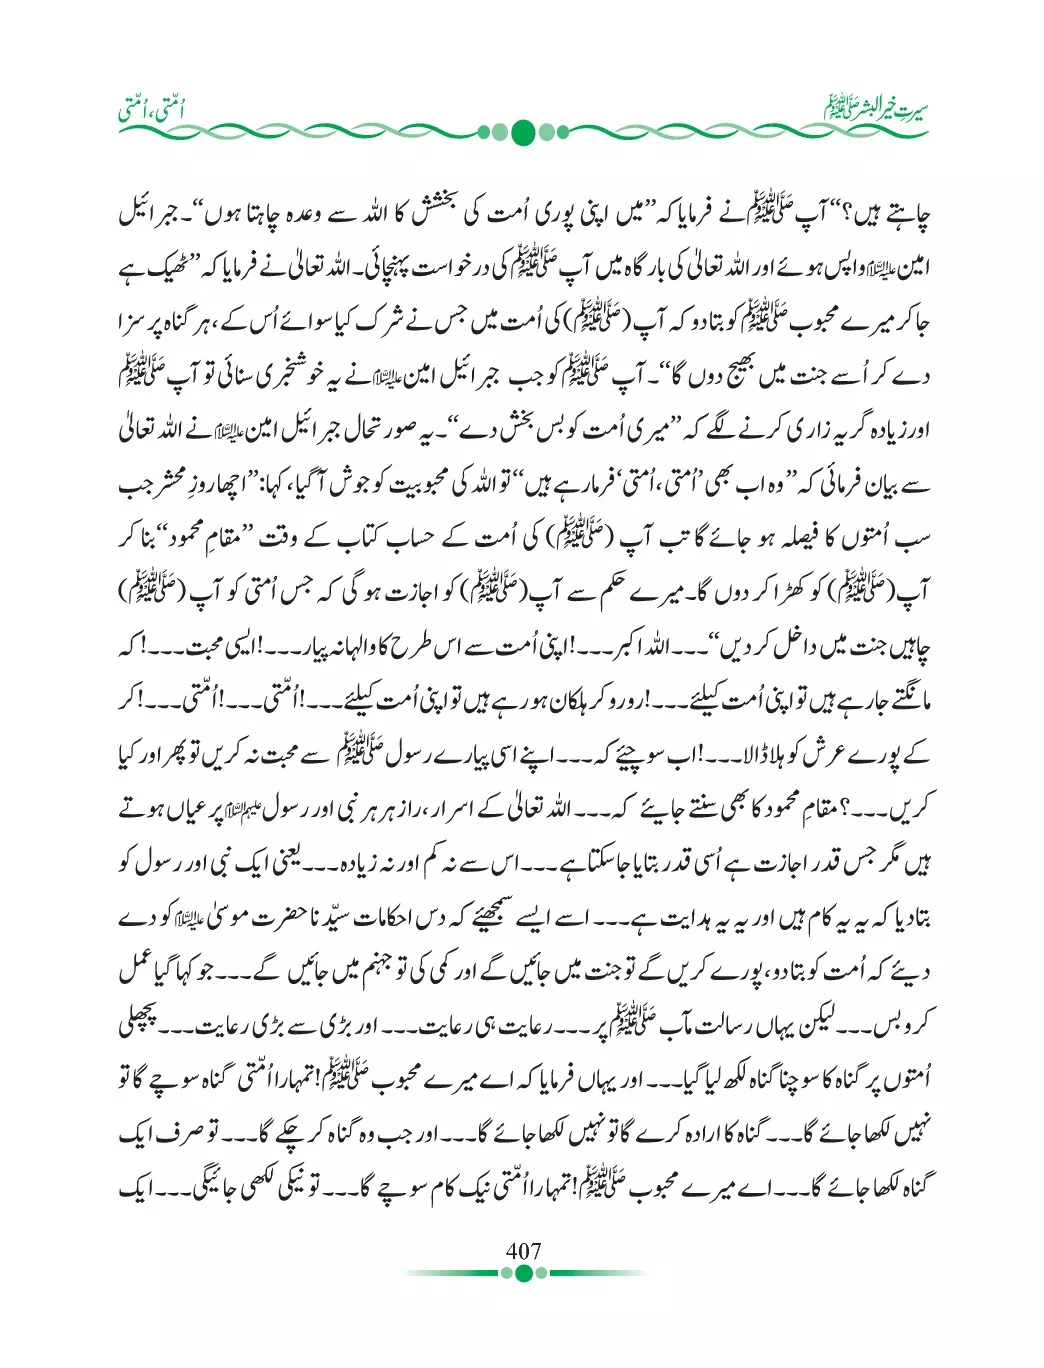 سیرتِ خیر البشر ﷺ
اُمّتی، اُمّتی
چاہتے ہیں؟‘‘ آپ ﷺ نے فرمایا کہ ’’میں اپنی پوری اُمت کی بخشش کا اللہ سے وعدہ چاہتا ہوں‘‘۔ جبرائیل
امین علیہ السلام واپس ہوئے اور اللہ تعالیٰ کی بارگاہ میں آپ ﷺ کی درخواست پہنچائی۔ اللہ تعالیٰ نے فرمایا کہ ’’ٹھیک ہے
جا کر میرے محبوب ﷺ کو بتا دو کہ آپ (ﷺ) کی اُمت میں جس نے شرک کیا سوائے اُس کے، ہر گناہ پر سزا
دے کر اُسے جنت میں بھیج دوں گا‘‘۔ آپ ﷺ کو جب جبرائیل امین علیہ السلام نے یہ خوشخبری سنائی تو آپ ﷺ
اور زیادہ گریہ زاری کرنے لگے کہ ’’میری اُمت کو بس بخش دے‘‘۔ یہ صورتحال جبرائیل امین علیہ السلام نے اللہ تعالیٰ
سے بیان فرمائی کہ ’’وہ اب بھی ’اُمتی، اُمتی‘ فرما رہے ہیں‘‘ تو اللہ کی محبوبیت کو جوش آ گیا، کہا: ’’اچھا روزِ محشر جب
سب اُمتوں کا فیصلہ ہو جائے گا تب آپ (ﷺ) کی اُمت کے حساب کتاب کے وقت ’’مقامِ محمود‘‘ بنا کر
آپ (ﷺ) کو کھڑا کر دوں گا۔ میرے حکم سے آپ (ﷺ) کو اجازت ہو گی کہ جس اُمتی کو آپ (ﷺ)
چاہیں جنت میں داخل کر دیں‘‘۔۔۔ اللہ اکبر۔۔۔! اپنی اُمت سے اس طرح کا والہانہ پیار۔۔۔! ایسی محبت۔۔۔! کہ
مانگتے جا رہے ہیں تو اپنی اُمت کیلئے۔۔۔! رو رو کر ہلکان ہو رہے ہیں تو اپنی اُمت کیلئے۔۔۔! اُمّتی۔۔۔! اُمّتی۔۔۔! کر
کے پورے عرش کو ہلا ڈالا۔۔۔! اب سوچیئے کہ۔۔۔ اپنے اسی پیارے رسول ﷺ سے محبت نہ کریں تو پھر اور کیا
کریں۔۔۔؟ مقامِ محمود کا بھی سنتے جایئے کہ۔۔۔ اللہ تعالیٰ کے اسرار، راز ہر ہر نبی اور رسول علیہم السلام پر عیاں ہوتے
ہیں مگر جس قدر اجازت ہے اُسی قدر بتایا جا سکتا ہے۔۔۔ اس سے نہ کم اور نہ زیادہ۔۔۔ یعنی ایک نبی اور رسول کو
بتا دیا کہ یہ یہ کام ہیں اور یہ یہ ہدایت ہے۔۔۔ اسے ایسے سمجھیئے کہ دس احکامات سیّدنا حضرت موسیٰ علیہ السلام کو دے
دیئے کہ اُمت کو بتا دو، پورے کریں گے تو جنت میں جائیں گے اور کمی کی تو جہنم میں جائیں گے۔۔۔ جو کہا گیا عمل
کرو بس۔۔۔ لیکن یہاں رسالت مآب ﷺ پر۔۔۔ رعایت ہی رعایت۔۔۔ اور بڑی سے بڑی رعایت۔۔۔ پچھلی
اُمتوں پر گناہ کا سوچنا گناہ لکھ لیا گیا۔۔۔ اور یہاں فرمایا کہ اے میرے محبوب ﷺ! تمہارا اُمّتی گناہ سوچے گا تو
نہیں لکھا جائے گا۔۔۔ گناہ کا ارادہ کرے گا تو نہیں لکھا جائے گا۔۔۔ اور جب وہ گناہ کر چکے گا۔۔۔ تو صرف ایک
گناہ لکھا جائے گا۔۔۔ اے میرے محبوب ﷺ! تمہارا اُمّتی نیک کام سوچے گا۔۔۔ تو نیکی لکھی جائیگی۔۔۔ ایک
407